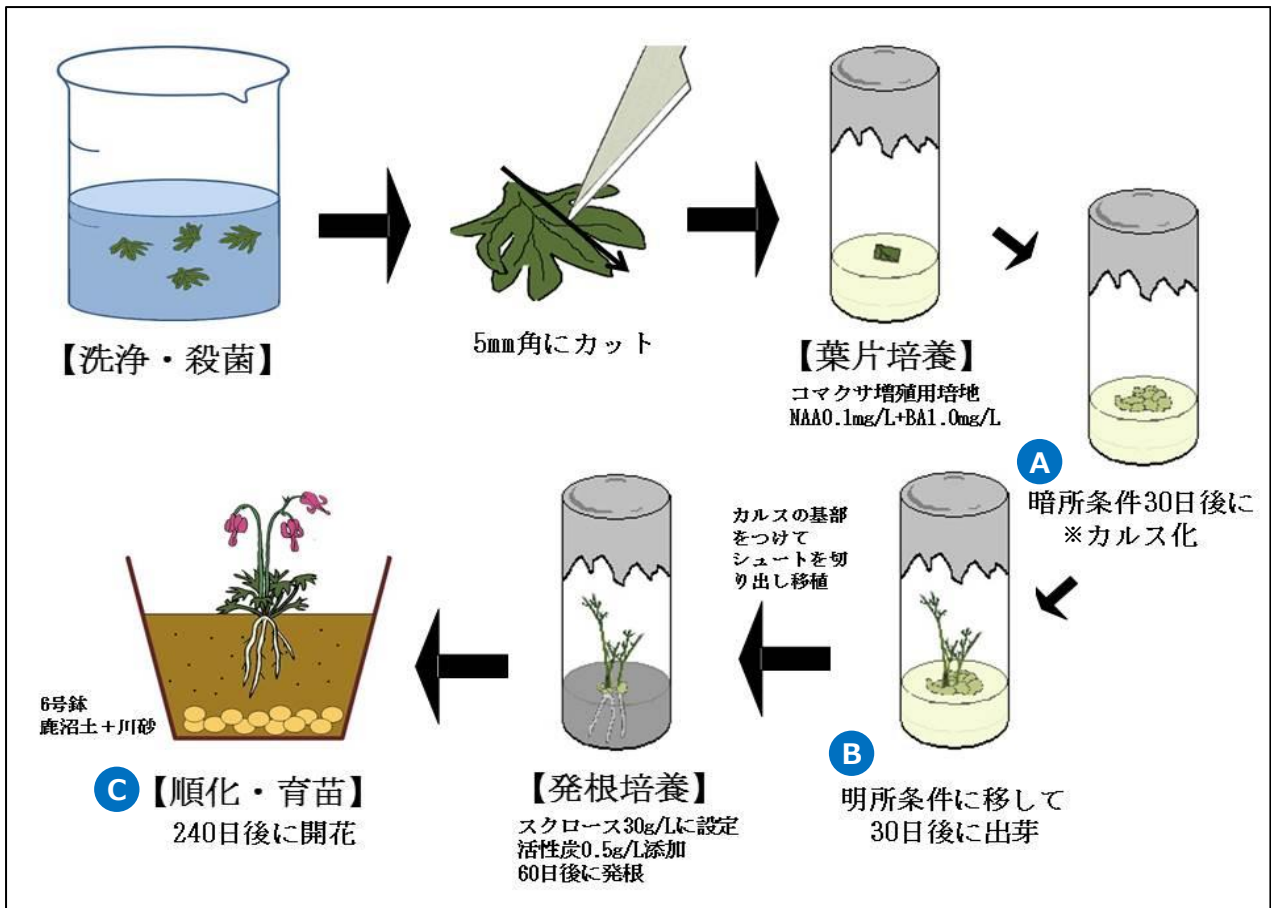 【洗浄・殺菌】
5mm角にカット
【葉片培養】
コマクサ増殖用培地
NAA0.1mg/L+BA1.0mg/L
A
暗所条件30日後に
※カルス化
B
明所条件に移して
30日後に出芽
カルスの基部
をつけて
シュートを切
り出し移植
【発根培養】
スクロース30g/Lに設定
活性炭0.5g/L添加
60日後に発根
6号鉢
鹿沼土+川砂
C 【順化・育苗】
240日後に開花